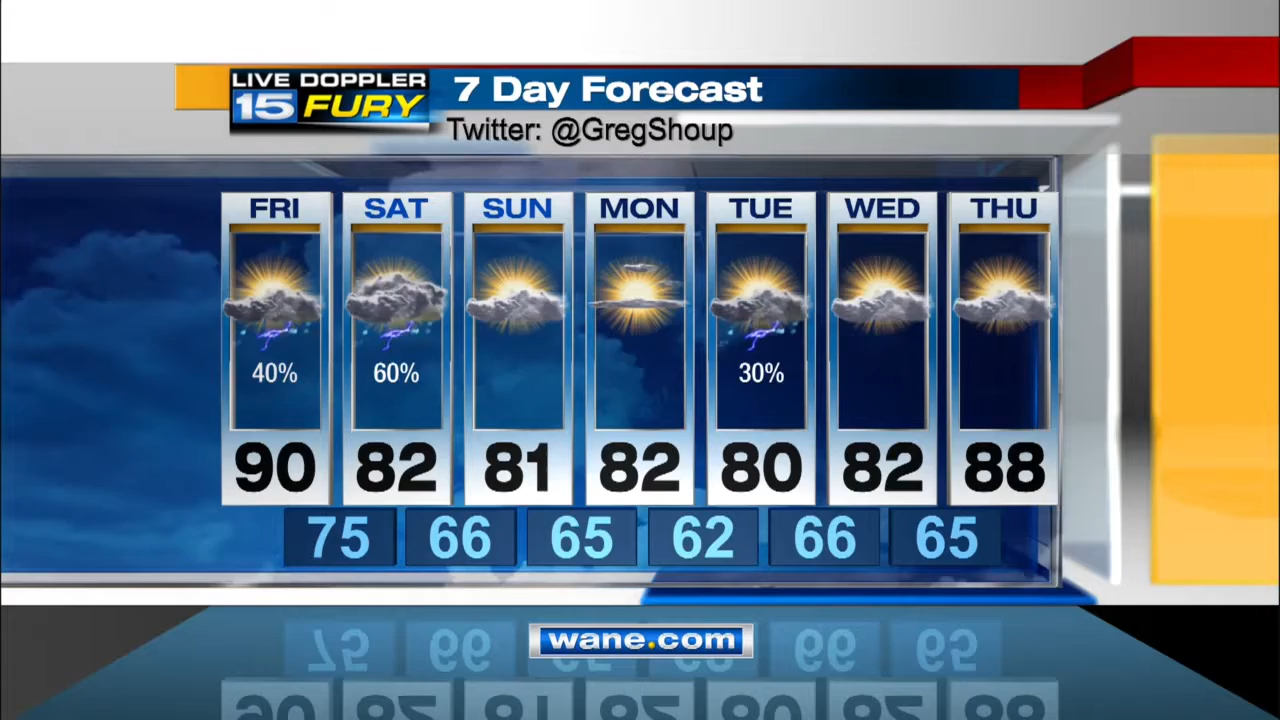 LIVE DOPPLER
15 FURY
7 Day Forecast
Twitter: @GregShoup
FRI SAT SUN MON TUE WED THU
40% 60% 30%
90 82 81 82 80 82 88
75 66 65 62 66 65
wane.com